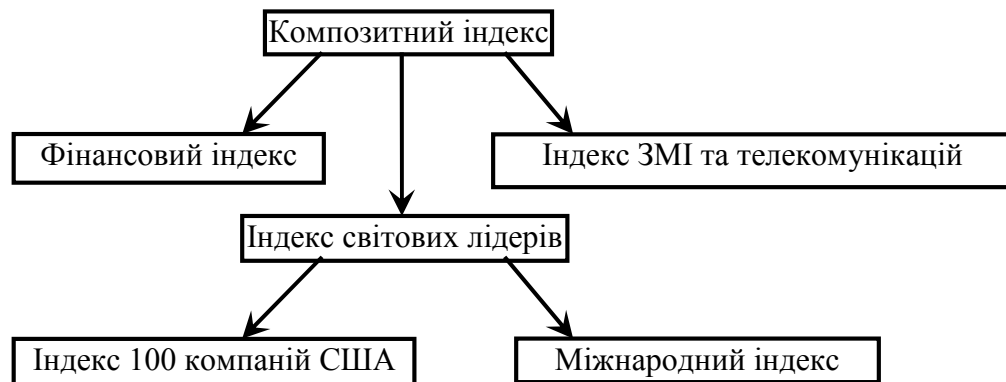 Композитний індекс
Фінансовий індекс
Індекс ЗМІ та телекомунікацій
Індекс світових лідерів
Індекс 100 компаній США
Міжнародний індекс